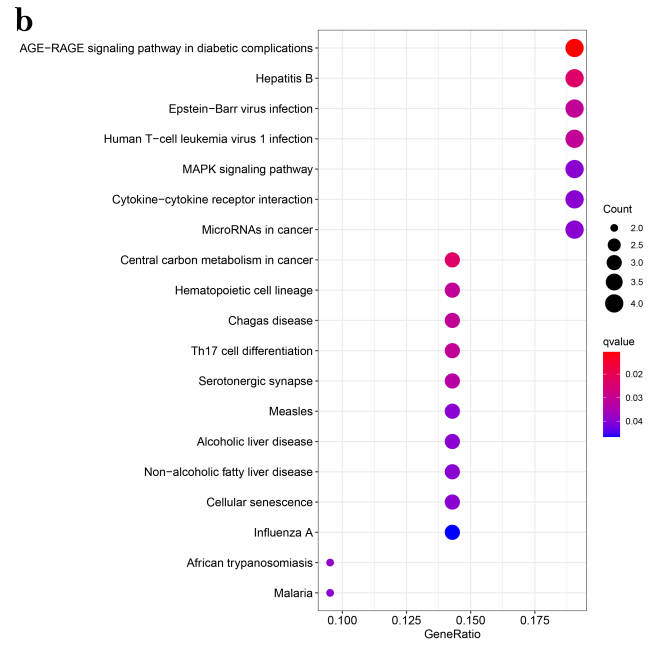 b
AGE−RAGE signaling pathway in diabetic complications
Hepatitis B
Epstein−Barr virus infection
Human T−cell leukemia virus 1 infection
MAPK signaling pathway
Cytokine−cytokine receptor interaction
MicroRNAs in cancer
Central carbon metabolism in cancer
Hematopoietic cell lineage
Chagas disease
Th17 cell differentiation
Serotonergic synapse
Measles
Alcoholic liver disease
Non−alcoholic fatty liver disease
Cellular senescence
Influenza A
African trypanosomiasis
Malaria
0.100 0.125 0.150 0.175
GeneRatio
Count
2.0
2.5
3.0
3.5
4.0
qvalue
0.02
0.03
0.04